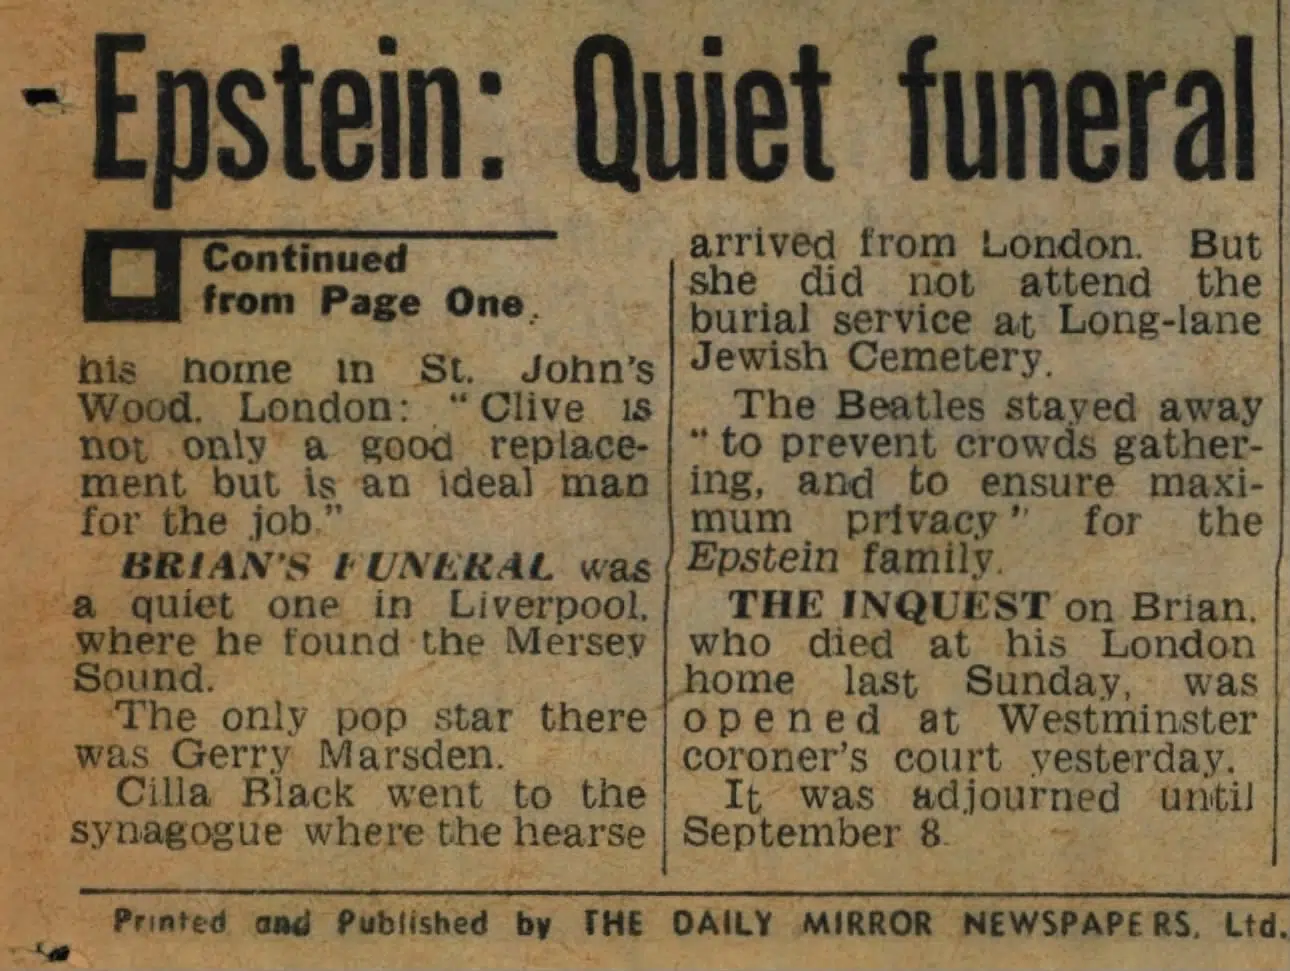 Epstein: Quiet funeral
Continued
from Page One.
his home in St. John's
Wood, London: "Clive is
not only a good replace-
ment but is an ideal man
for the job."
BRIAN'S FUNERAL was
a quiet one in Liverpool,
where he found the Mersey
Sound.
The only pop star there
was Gerry Marsden.
Cilla Black went to the
synagogue where the hearse
arrived from London. But
she did not attend the
burial service at Long-lane
Jewish Cemetery.
The Beatles stayed away
"to prevent crowds gather-
ing, and to ensure maxi-
mum privacy" for the
Epstein family.
THE INQUEST on Brian,
who died at his London
home last Sunday, was
opened at Westminster
coroner's court yesterday.
It was adjourned until
September 8.
Printed and Published by THE DAILY MIRROR NEWSPAPERS, Ltd.